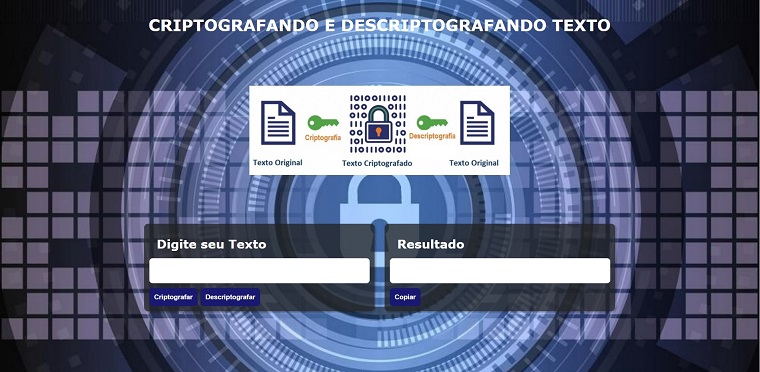 CRIPTOGRAFANDO E DESCRIPTOGRAFANDO TEXTO
Criptografia
Descriptografia
Texto Original
Texto Criptografado
Texto Original
Digite seu Texto
Resultado
Criptografar
Descriptografar
Copiar